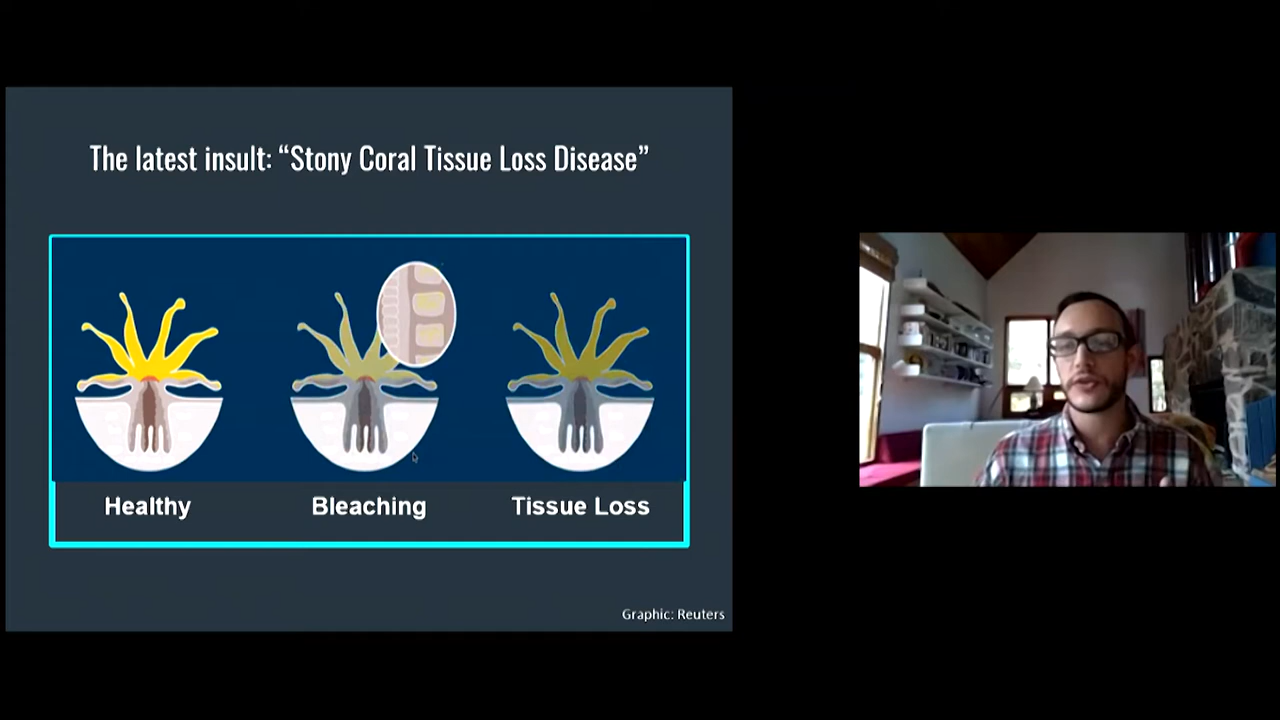 The latest insult: “Stony Coral Tissue Loss Disease”
Healthy
Bleaching
Tissue Loss
Graphic: Reuters